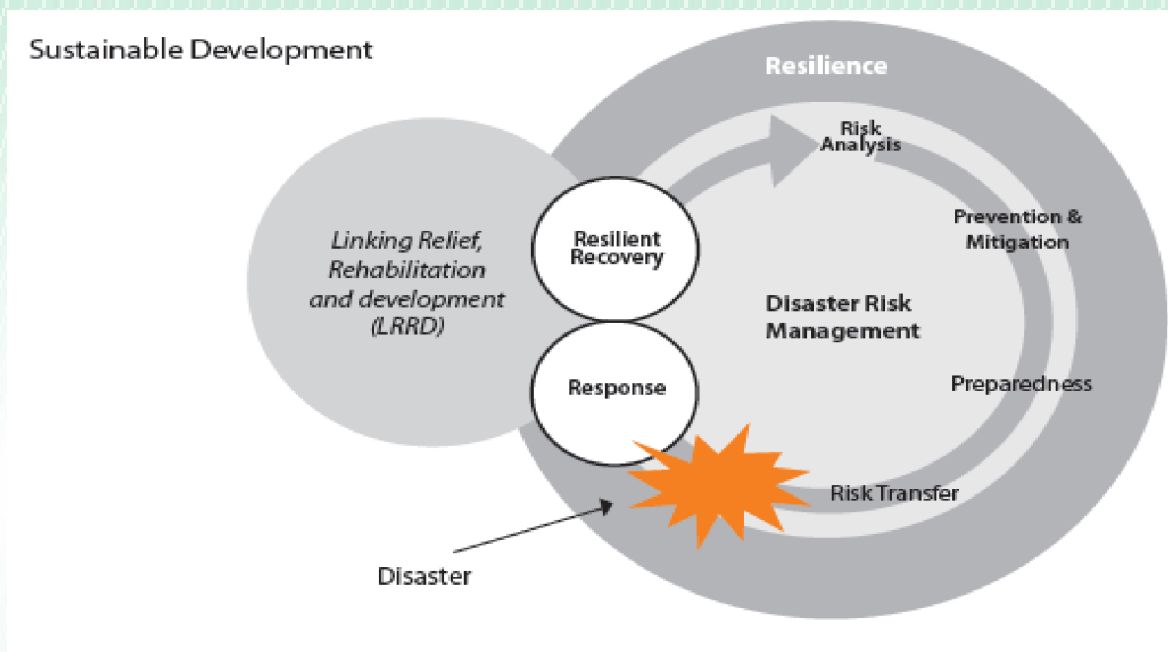 Sustainable Development
Resilience
Risk
Analysis
Prevention &
Mitigation
Linking Relief,
Rehabilitation
and development
(LRRD)
Resilient
Recovery
Disaster Risk
Management
Response
Preparedness
Risk Transfer
Disaster